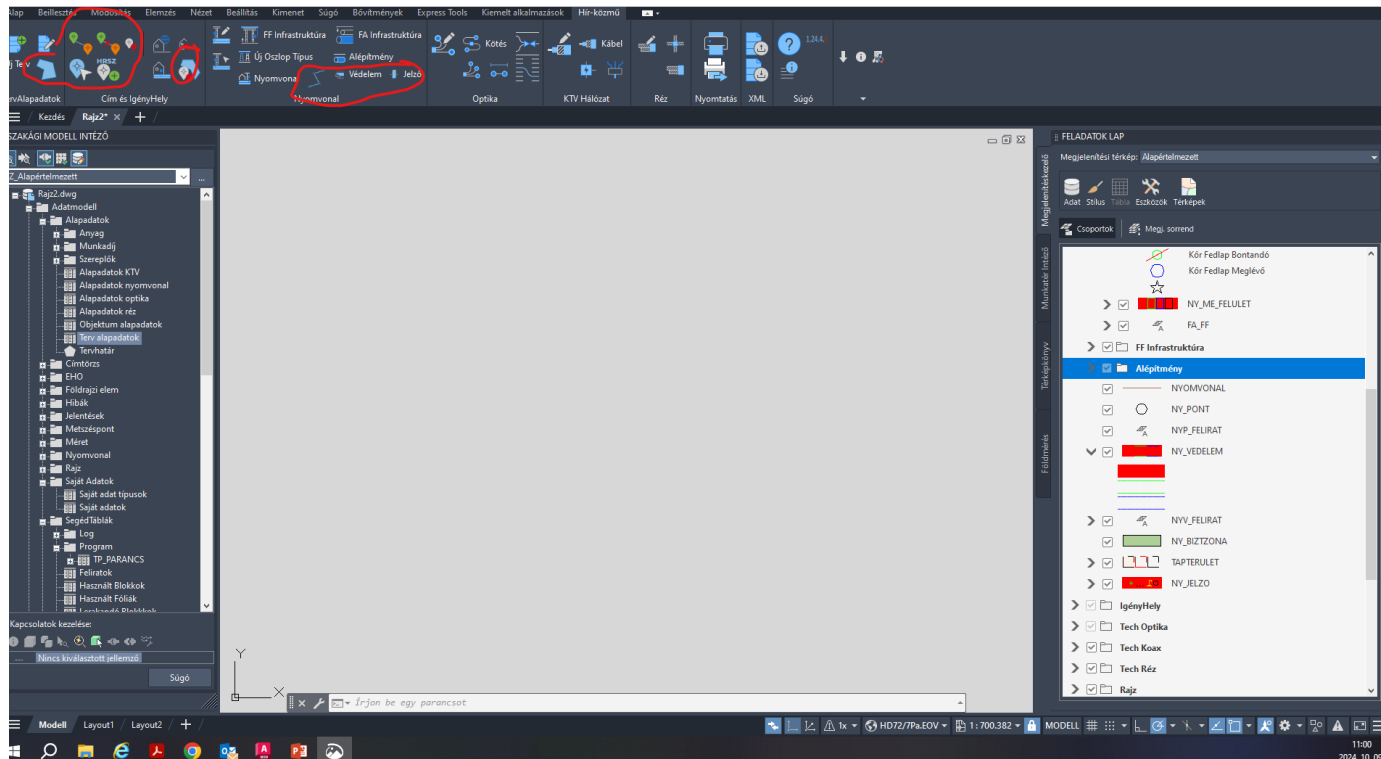 Alap Beillesztés Módosítás Elemzés Nézet Beállítás Kimenet Súgó Bővítmények Express Tools Kiemelt alkalmazások Hír-közmű
FF Infrastruktúra FA Infrastruktúra
Kötés
Kábel
1.24.4.
Új Terv
HRSZ
Új Oszlop Típus Alépítmény
Nyomvonal Védelem Jelző
Cím és IgényHely Nyomvonal Optika KTV Hálózat Réz Nyomtatás XML Súgó
Kezdés Rajz2*
SZAKÁGI MODELL INTÉZŐ
Z_Alapértelmezett
...
Rajz2.dwg
Adatmodell
Alapadatok
Anyag
Munkadíj
Szereplők
Alapadatok KTV
Alapadatok nyomvonal
Alapadatok optika
Alapadatok réz
Objektum alapadatok
Terv alapadatok
Tervhatár
Címtörzs
EHO
Földrajzi elem
Hibák
Jelentések
Metszéspont
Méret
Nyomvonal
Rajz
Saját Adatok
Saját adat típusok
Saját adatok
SegédTáblák
Log
Program
TP_PARANCS
Feliratok
Használt Blokkok
Használt Fóliák
Kapcsolatok kezelése:
... Nincs kiválasztott jellemző
Súgó
Y
X
Írjon be egy parancsot
FELADATOK LAP
Megjelenítési térkép: Alapértelmezett
Adat Stílus Tábla Eszközök Térképek
Csoportok Megj. sorrend
Megjelenítéskezelő
Munkatér Intéző
Térképkönyv
Földmérés
Kör Fedlap Bontandó
Kör Fedlap Meglévő
NY_ME_FELULET
FA_FF
FF Infrastruktúra
Alépítmény
NYOMVONAL
NY_PONT
NYP_FELIRAT
NY_VEDELEM
NYV_FELIRAT
NY_BIZTZONA
TAPTERULET
NY_JELZO
IgényHely
Tech Optika
Tech Koax
Tech Réz
Rajz
Modell Layout1 Layout2
1x HD72/7Pa.EOV 1:700.382 MODELL
11:00
2024. 10. 09